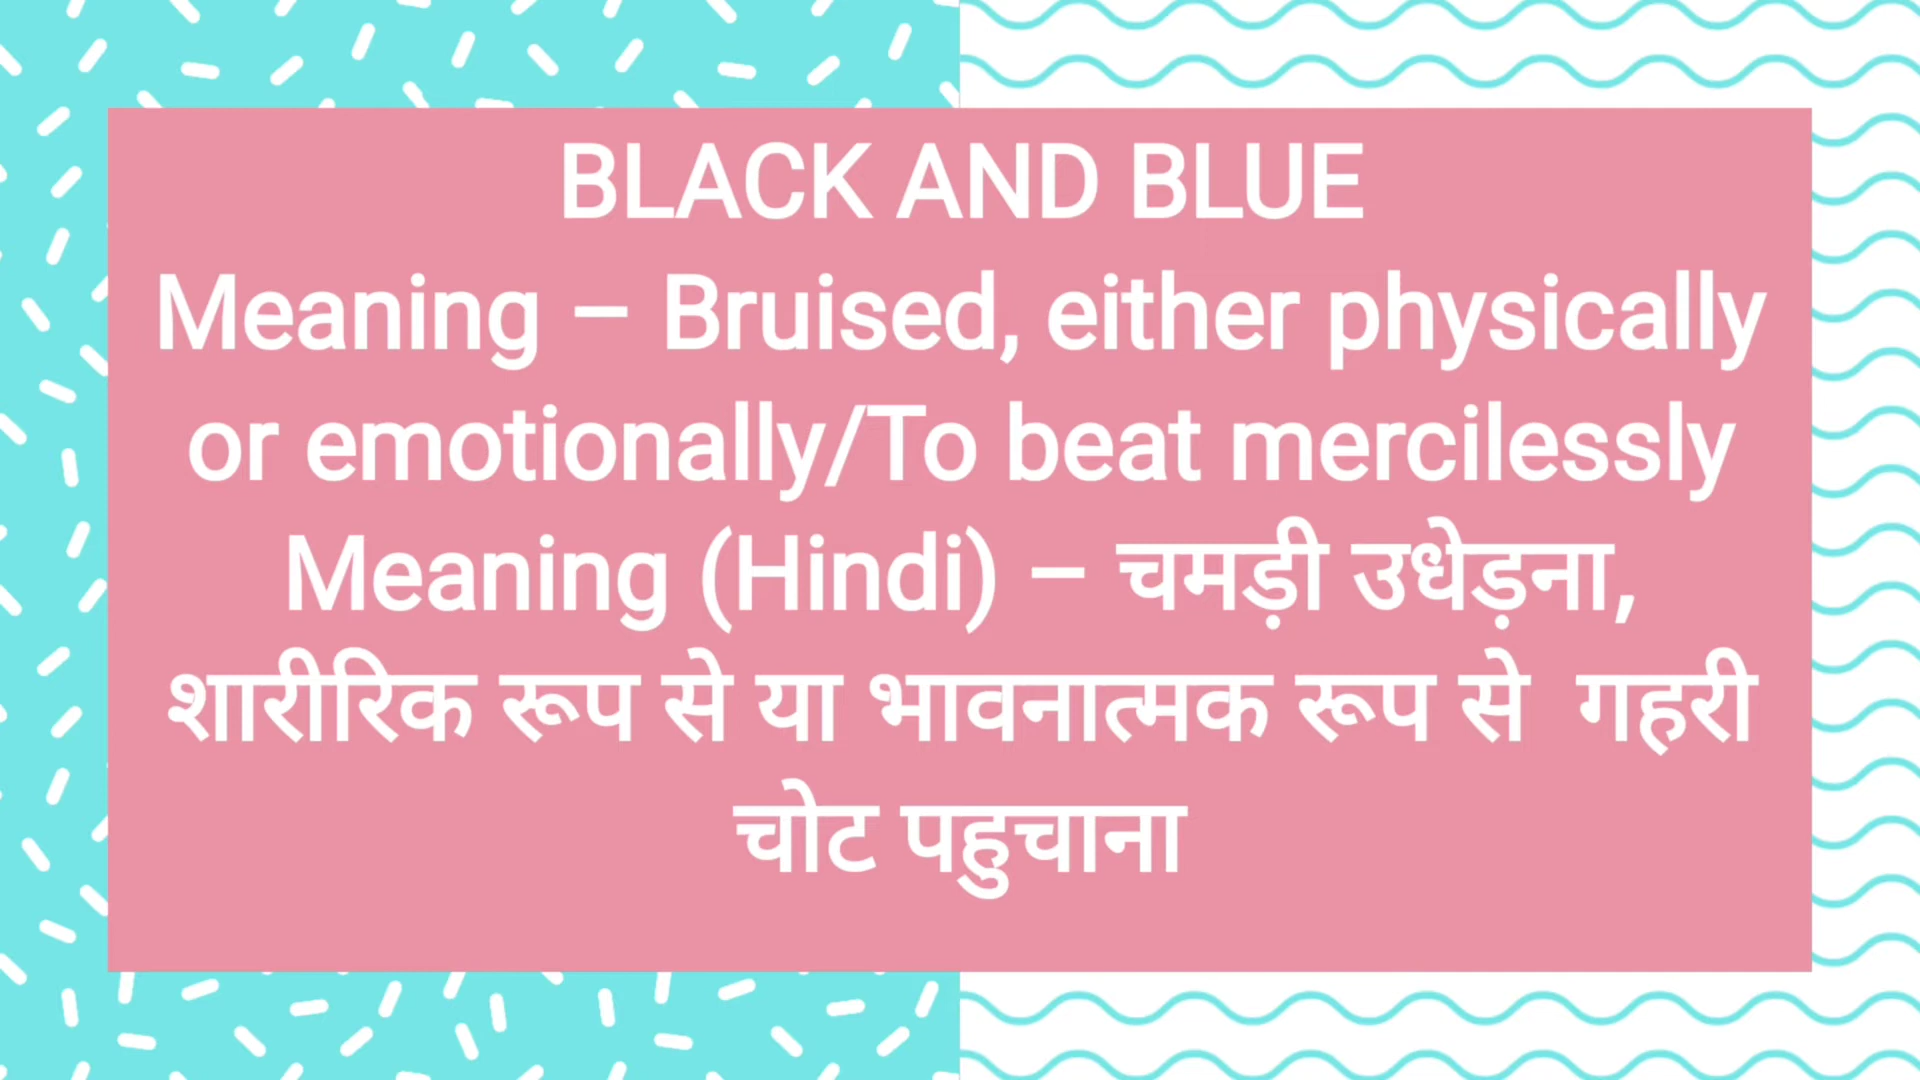 BLACK AND BLUE
Meaning – Bruised, either physically
or emotionally/To beat mercilessly
Meaning (Hindi) – चमड़ी उधेड़ना,
शारीरिक रूप से या भावनात्मक रूप से गहरी
चोट पहुचाना